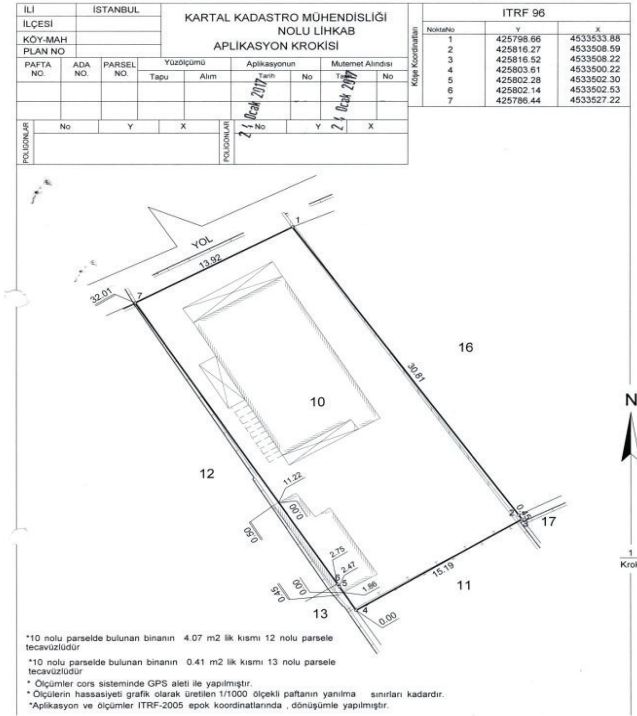 İLİ İSTANBUL
İLÇESİ
KÖY-MAH
PLAN NO
KARTAL KADASTRO MÜHENDİSLİĞİ
NOLU LİHKAB
APLİKASYON KROKİSİ
PAFTA NO. ADA NO. PARSEL NO. Yüzölçümü Aplikasyonun Mutemet Alındısı
Tapu Alım Tarih No Tarih No
24 Ocak 2017 24 Ocak 2017
POLİGONLAR No Y X POLİGONLAR No Y X
Köşe Koordinatları
ITRF 96
NoktaNo Y X
1 425798.66 4533533.88
2 425816.27 4533508.59
3 425816.52 4533508.22
4 425803.61 4533500.22
5 425802.28 4533502.30
6 425802.14 4533502.53
7 425786.44 4533527.22
YOL
1
13.92
7
32.01
16
30.81
10
N
12
11.22
0.00
0.50
0.45
17
2.75
2.47
6
5
0.00
0.45
1.86
15.19
11
13
4
0.00
1
Krok
*10 nolu parselde bulunan binanın 4.07 m2 lik kısmı 12 nolu parsele
tecavüzlüdür
*10 nolu parselde bulunan binanın 0.41 m2 lik kısmı 13 nolu parsele
tecavüzlüdür
* Ölçümler cors sisteminde GPS aleti ile yapılmıştır.
* Ölçülerin hassasiyeti grafik olarak üretilen 1/1000 ölçekli paftanın yanılma sınırları kadardır.
*Aplikasyon ve ölçümler ITRF-2005 epok koordinatlarında , dönüşümle yapılmıştır.